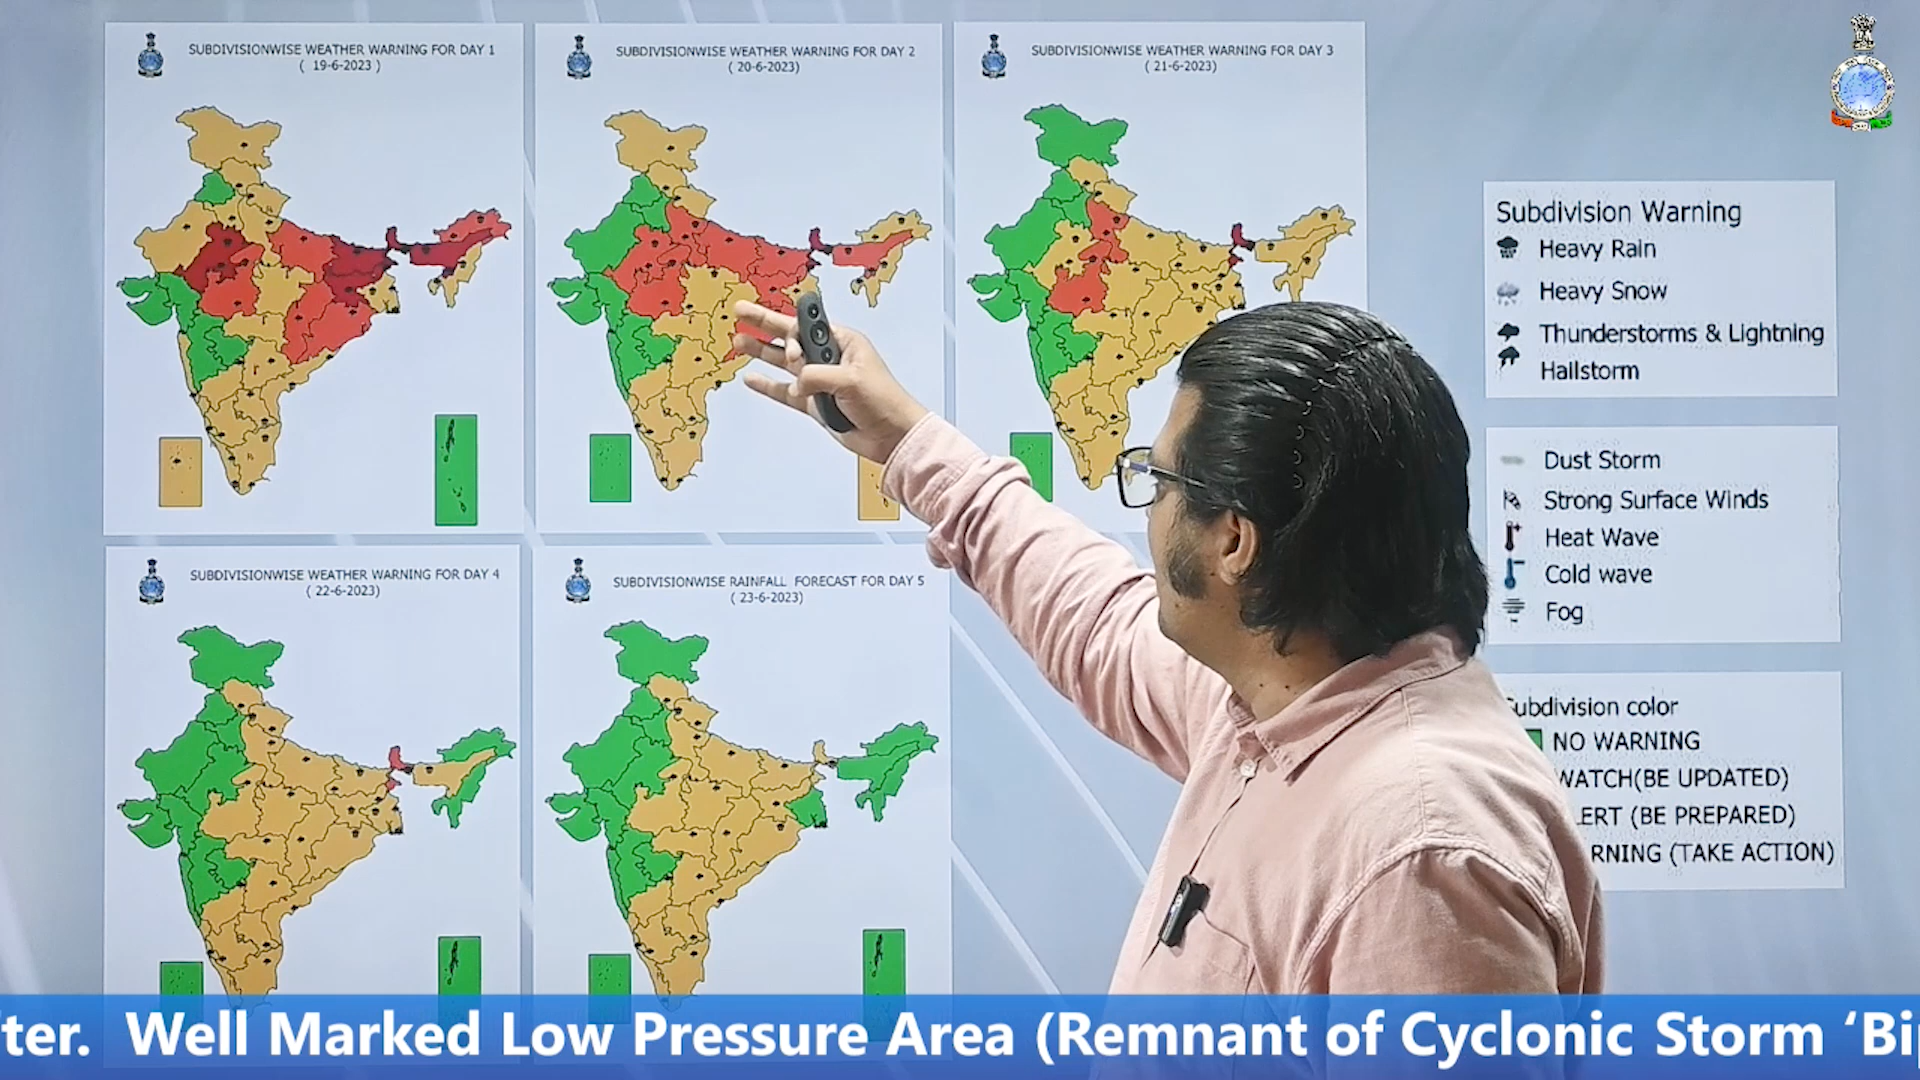 SUBDIVISIONWISE WEATHER WARNING FOR DAY 1
( 19-6-2023 )
SUBDIVISIONWISE WEATHER WARNING FOR DAY 2
( 20-6-2023)
SUBDIVISIONWISE WEATHER WARNING FOR DAY 3
( 21-6-2023)
Subdivision Warning
Heavy Rain
Heavy Snow
Thunderstorms & Lightning
Hailstorm
Dust Storm
Strong Surface Winds
Heat Wave
Cold wave
Fog
SUBDIVISIONWISE WEATHER WARNING FOR DAY 4
( 22-6-2023)
SUBDIVISIONWISE RAINFALL FORECAST FOR DAY 5
( 23-6-2023)
ubdivision color
NO WARNING
WATCH(BE UPDATED)
LERT (BE PREPARED)
RNING (TAKE ACTION)
fter. Well Marked Low Pressure Area (Remnant of Cyclonic Storm ‘Bip